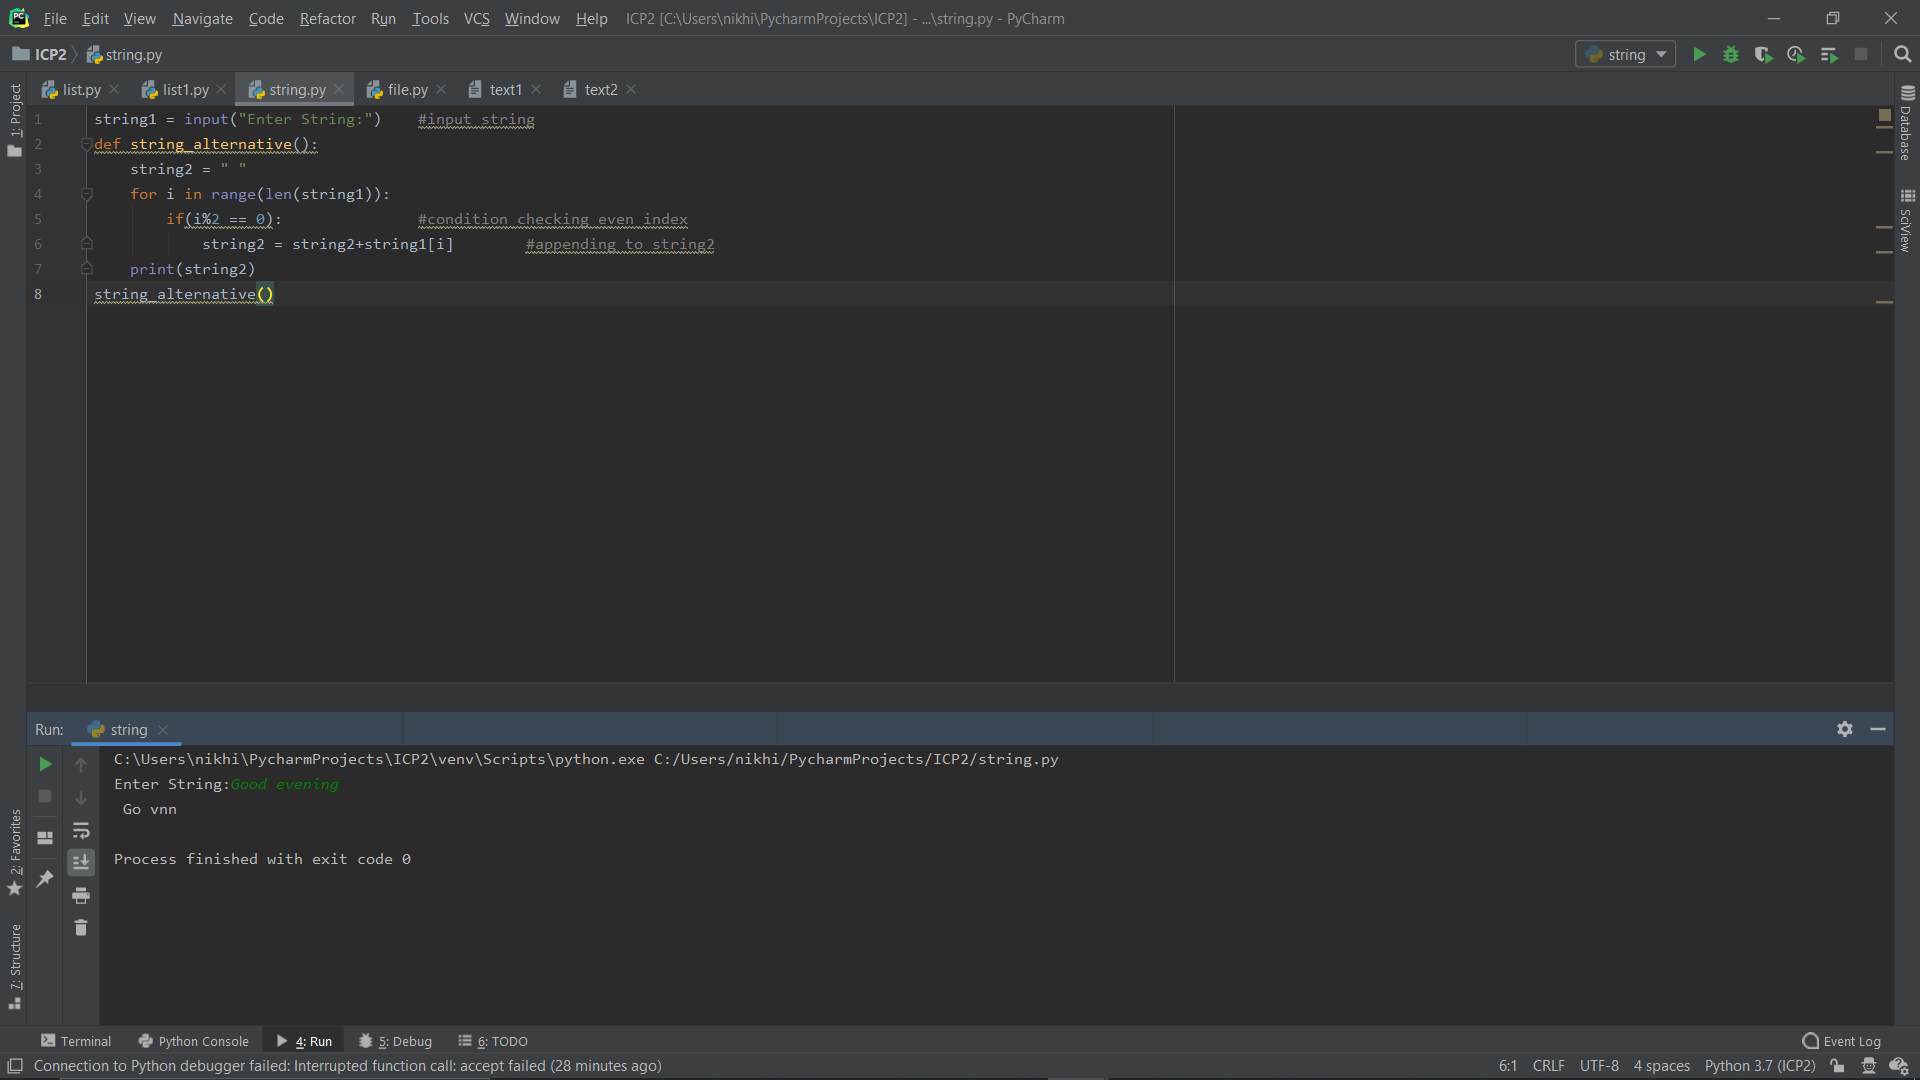 File Edit View Navigate Code Refactor Run Tools VCS Window Help ICP2 [C:\Users\nikhi\PycharmProjects\ICP2] - ...\string.py - PyCharm
ICP2 string.py string
list.py list1.py string.py file.py text1 text2
1: Project
Database
SciView
1 string1 = input("Enter String:") #input string
2 def string_alternative():
3 string2 = " "
4 for i in range(len(string1)):
5 if(i%2 == 0): #condition checking even index
6 string2 = string2+string1[i] #appending to string2
7 print(string2)
8 string_alternative()
Run: string
C:\Users\nikhi\PycharmProjects\ICP2\venv\Scripts\python.exe C:/Users/nikhi/PycharmProjects/ICP2/string.py
Enter String:Good evening
Go vnn
Process finished with exit code 0
2: Favorites
7: Structure
Terminal Python Console 4: Run 5: Debug 6: TODO Event Log
Connection to Python debugger failed: Interrupted function call: accept failed (28 minutes ago) 6:1 CRLF UTF-8 4 spaces Python 3.7 (ICP2)